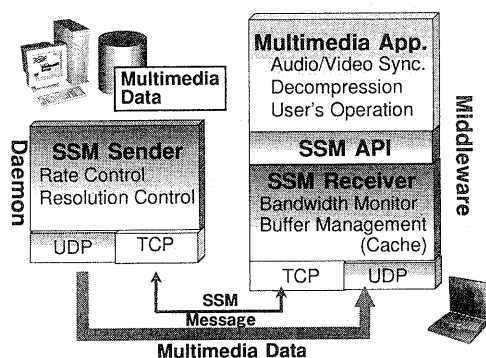 Multimedia
Data
Daemon
SSM Sender
Rate Control
Resolution Control
UDP
TCP
Multimedia App.
Audio/Video Sync.
Decompression
User's Operation
SSM API
SSM Receiver
Bandwidth Monitor
Buffer Management
(Cache)
TCP
UDP
Middleware
SSM
Message
Multimedia Data